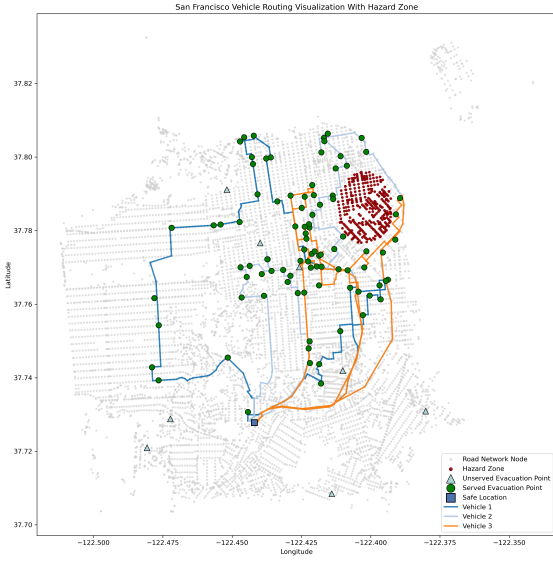 San Francisco Vehicle Routing Visualization With Hazard Zone
Latitude
37.82
37.80
37.78
37.76
37.74
37.72
37.70
−122.500
−122.475
−122.450
−122.425
−122.400
−122.375
−122.350
Longitude
Road Network Node
Hazard Zone
Unserved Evacuation Point
Served Evacuation Point
Safe Location
Vehicle 1
Vehicle 2
Vehicle 3